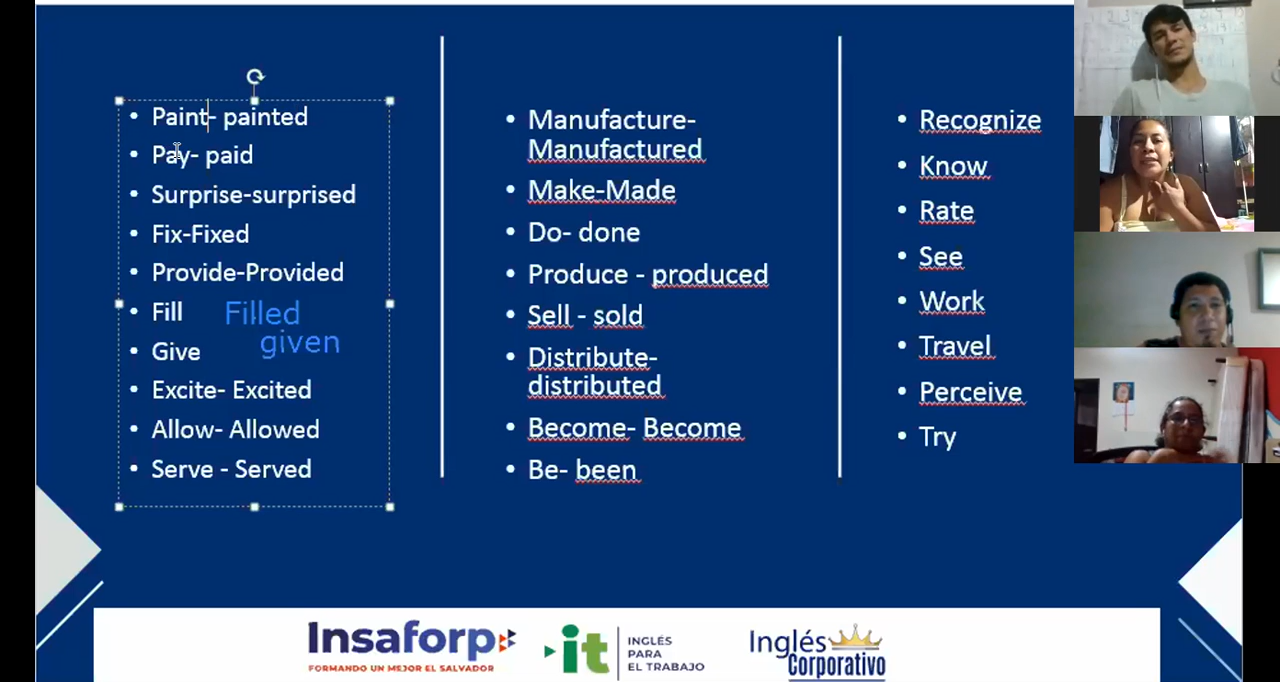 Paint- painted
Pay- paid
Surprise-surprised
Fix-Fixed
Provide-Provided
Fill Filled
given
Give
Excite- Excited
Allow- Allowed
Serve - Served
Manufacture-
Manufactured
Make-Made
Do- done
Produce - produced
Sell - sold
Distribute-
distributed
Become- Become
Be- been
Recognize
Know
Rate
See
Work
Travel
Perceive
Try
Insaforp
FORMANDO UN MEJOR EL SALVADOR
it
INGLÉS
PARA
EL TRABAJO
Inglés
Corporativo